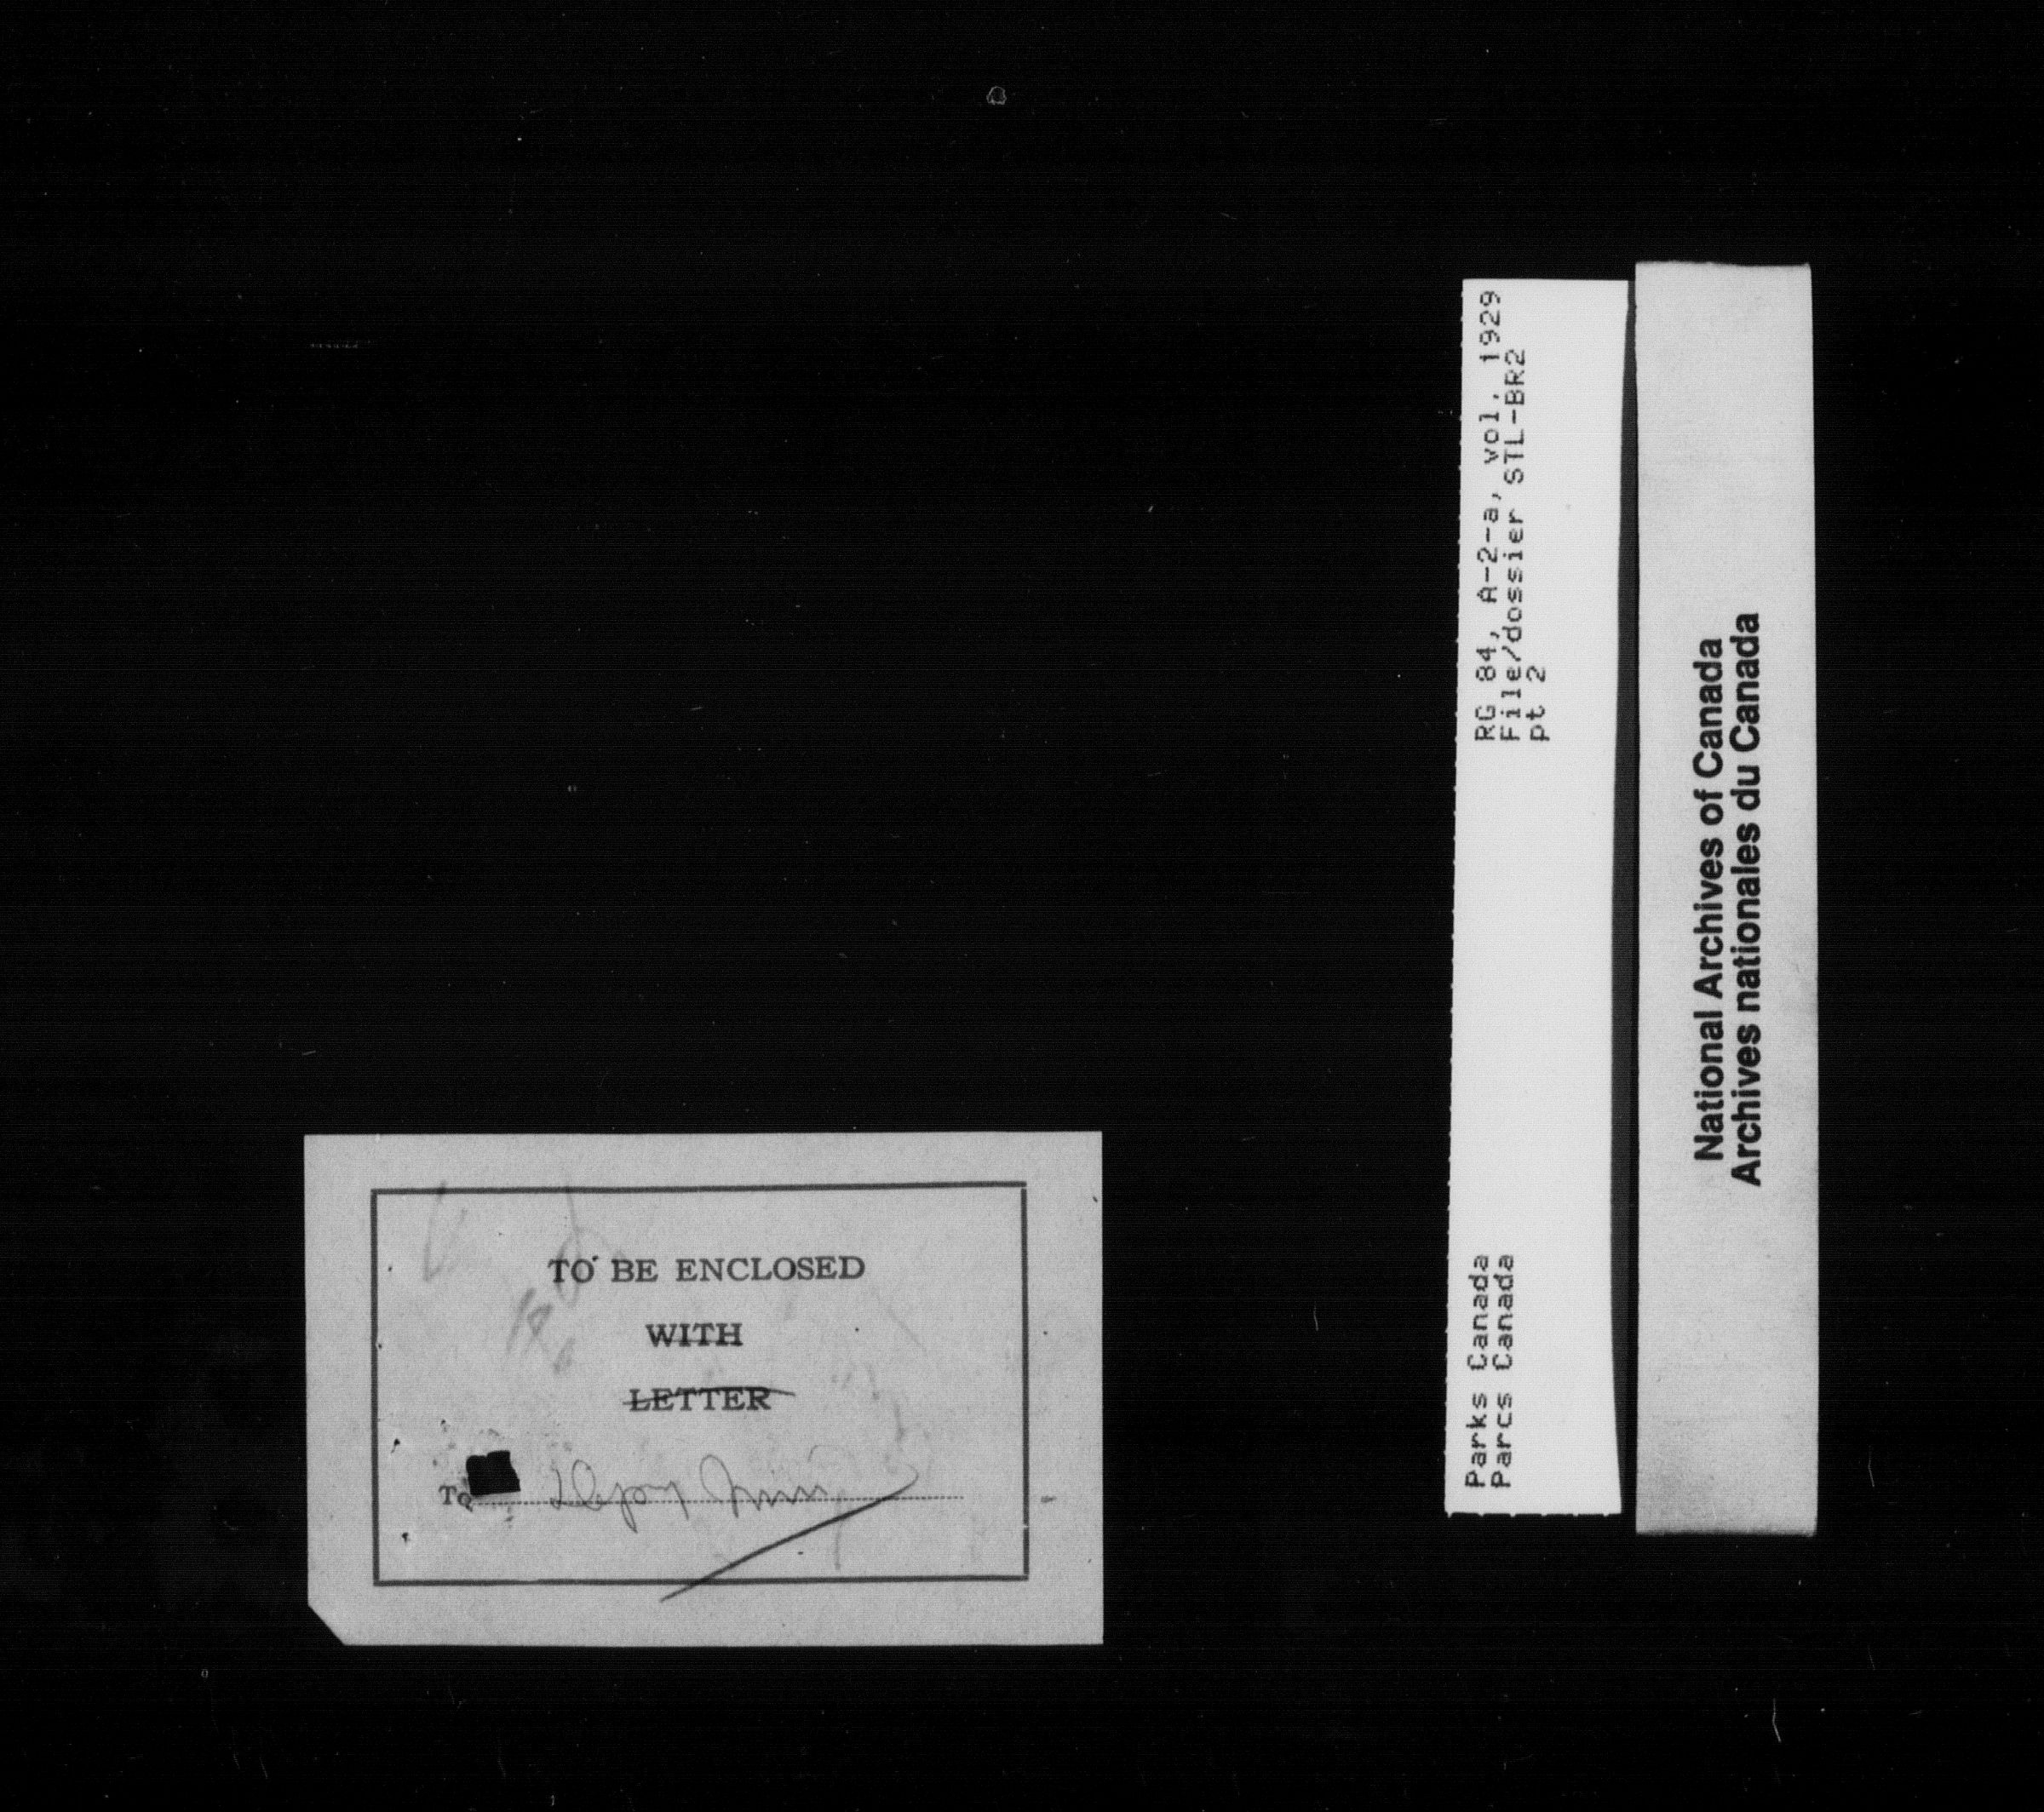 TO BE ENCLOSED
WITH
LETTER
To
RG 84, A-2-a, vol. 1929
File/dossier STL-BR2
pt 2
Parks Canada
Parcs Canada
National Archives of Canada
Archives nationales du Canada